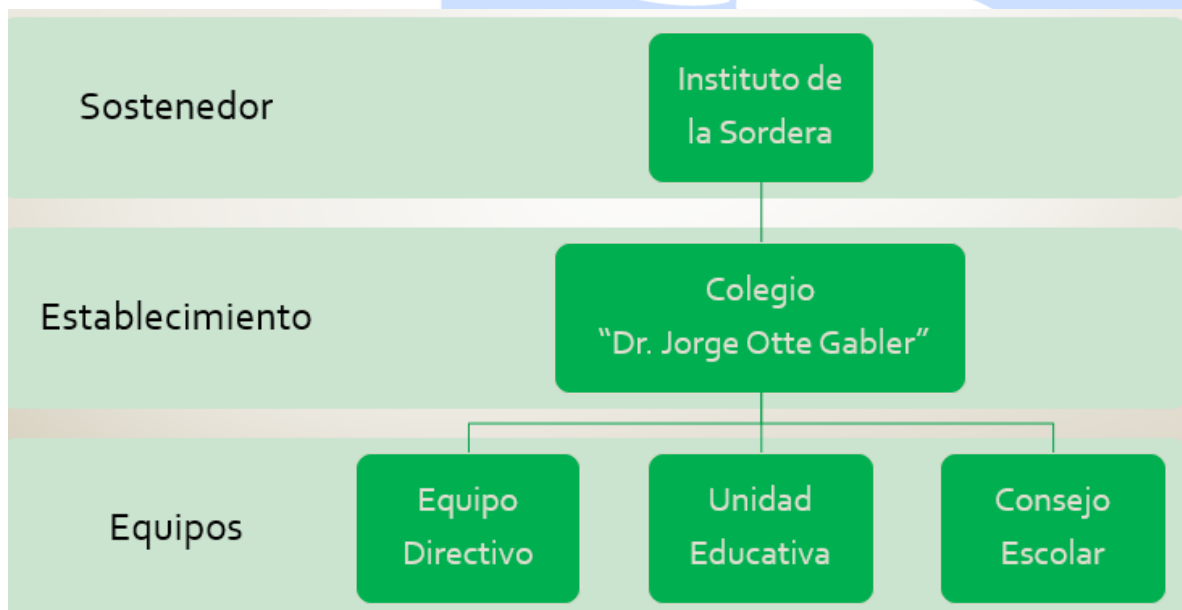 Sostenedor
Instituto de
la Sordera
Establecimiento
Colegio
“Dr. Jorge Otte Gabler”
Equipos
Equipo
Directivo
Unidad
Educativa
Consejo
Escolar